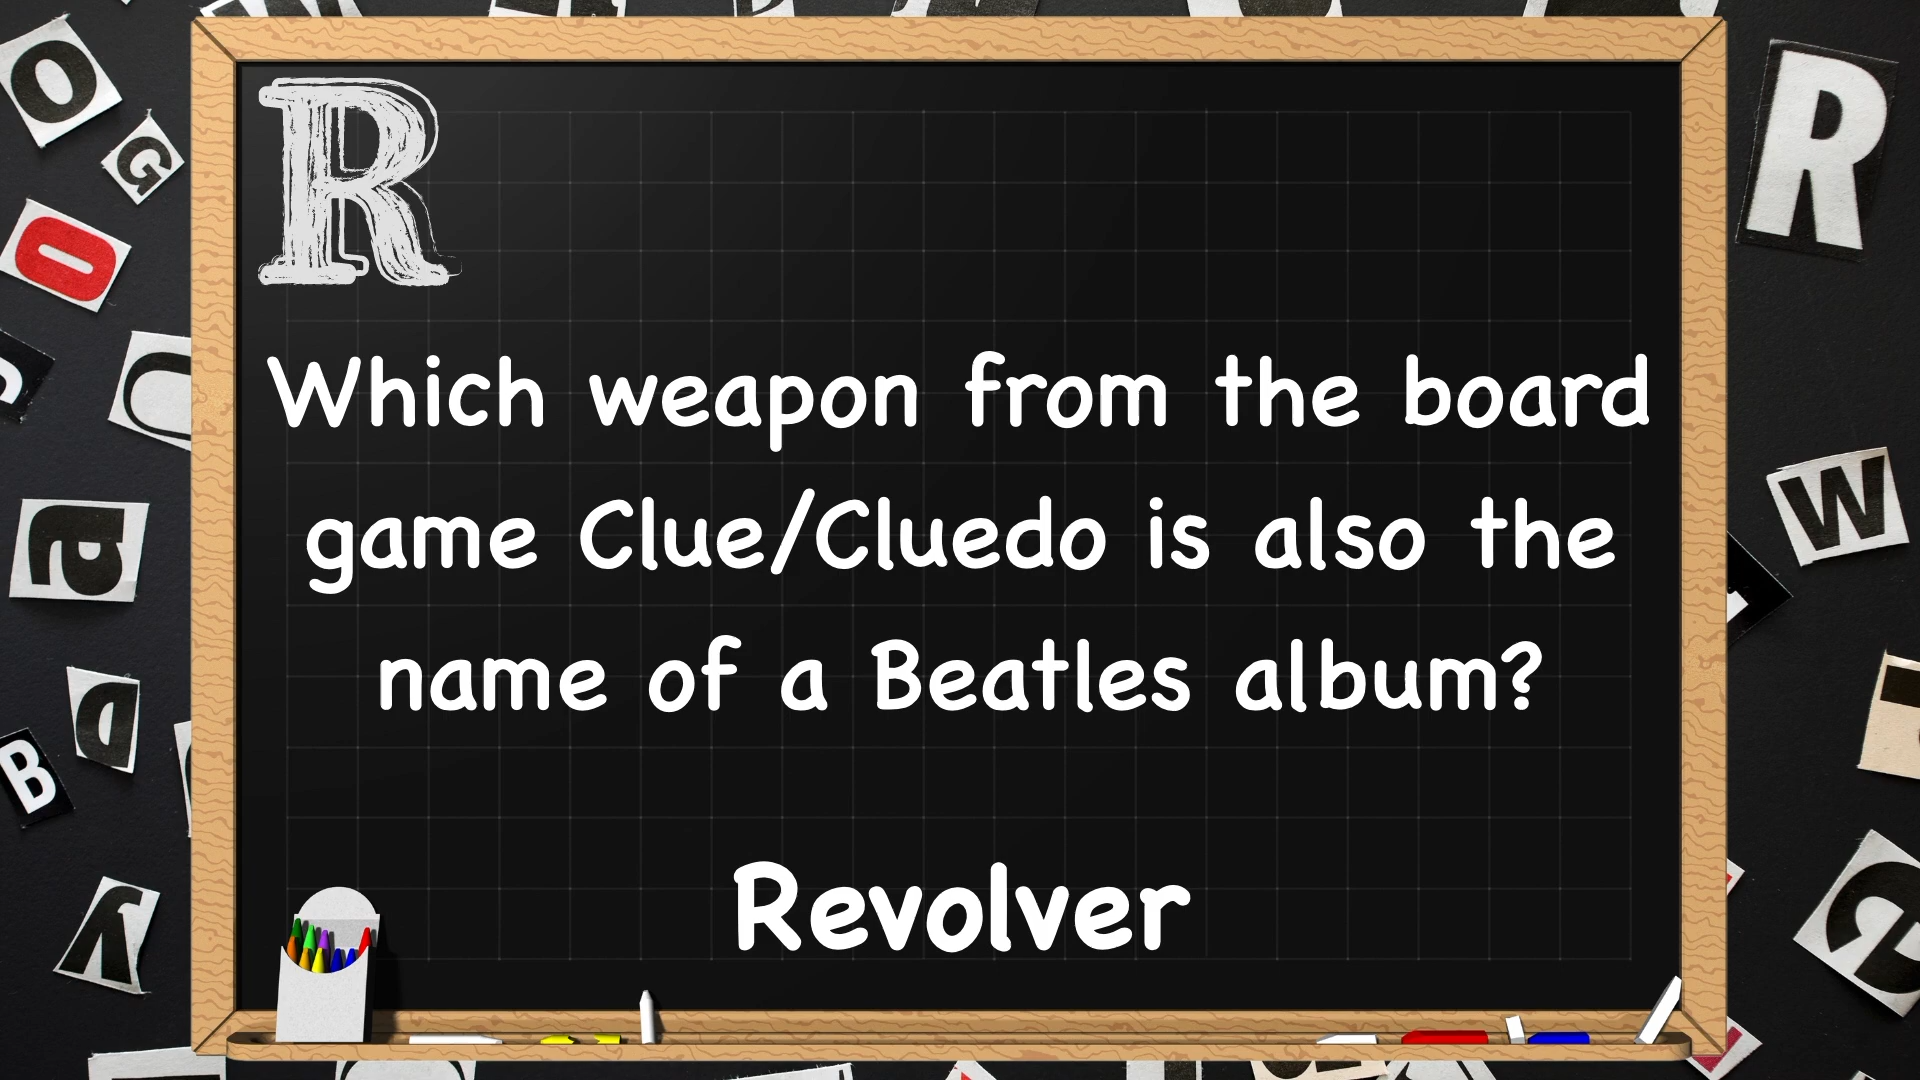 R
Which weapon from the board
game Clue/Cluedo is also the
name of a Beatles album?
Revolver
O
G
O
a
D
B
y
R
W
e